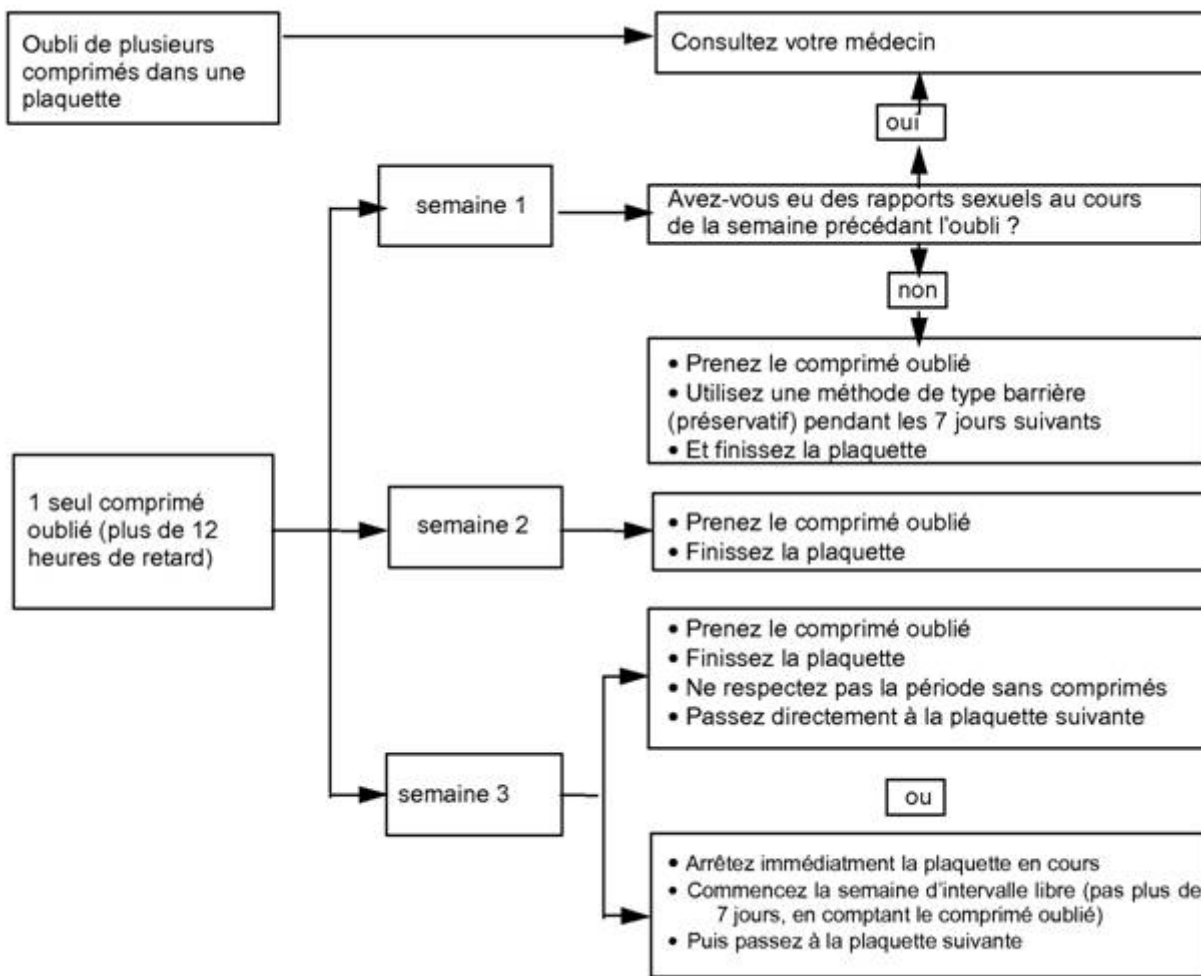 Oubli de plusieurs
comprimés dans une
plaquette
Consultez votre médecin
oui
semaine 1
Avez-vous eu des rapports sexuels au cours
de la semaine précédant l'oubli ?
non
• Prenez le comprimé oublié
• Utilisez une méthode de type barrière
(préservatif) pendant les 7 jours suivants
• Et finissez la plaquette
1 seul comprimé
oublié (plus de 12
heures de retard)
semaine 2
• Prenez le comprimé oublié
• Finissez la plaquette
semaine 3
• Prenez le comprimé oublié
• Finissez la plaquette
• Ne respectez pas la période sans comprimés
• Passez directement à la plaquette suivante
ou
• Arrêtez immédiatment la plaquette en cours
• Commencez la semaine d'intervalle libre (pas plus de
7 jours, en comptant le comprimé oublié)
• Puis passez à la plaquette suivante